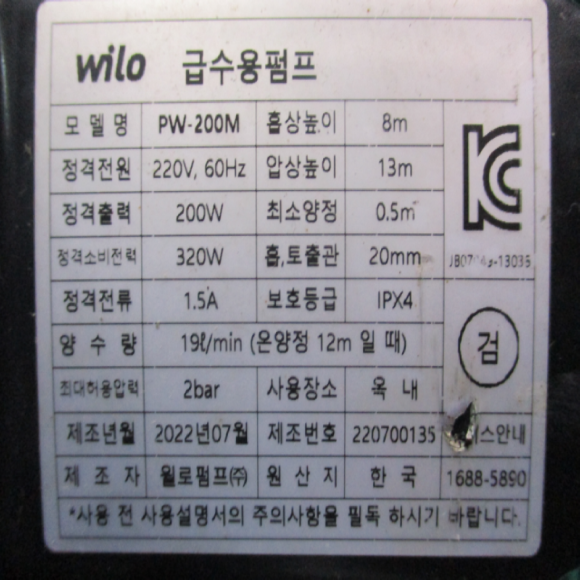 wilo 급수용펌프
모 델 명 PW-200M 흡상높이 8m
정격전원 220V, 60Hz 압상높이 13m
정격출력 200W 최소양정 0.5m
정격소비전력 320W 흡,토출관 20mm
정격전류 1.5A 보호등급 IPX4
양 수 량 19ℓ/min (온양정 12m 일 때)
검
최대허용압력 2bar 사용장소 옥 내
제조년월 2022년07월 제조번호 220700135
제 조 자 윌로펌프㈜ 원 산 지 한 국 1688-5890
*사용 전 사용설명서의 주의사항을 필독 하시기 바랍니다.